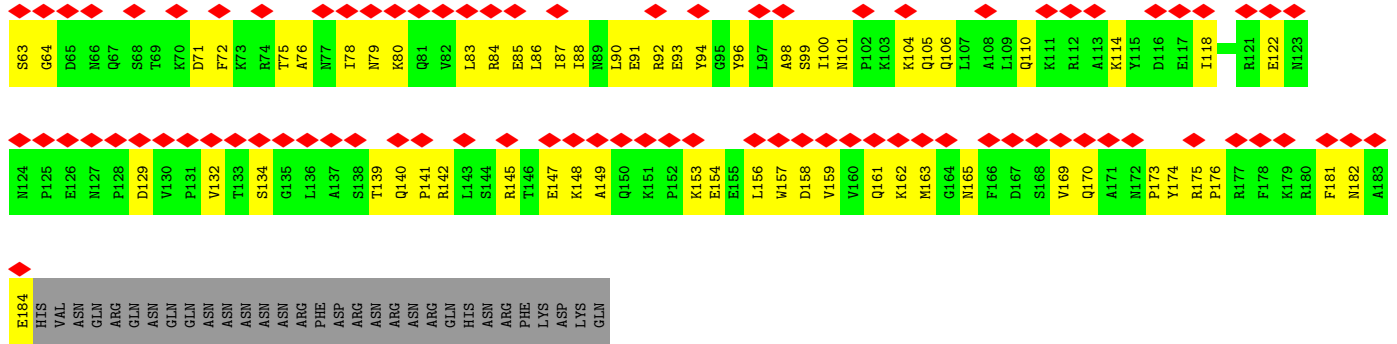 S63 G64 D65 N66 Q67 S68 T69 K70 D71 F72 K73 R74 T75 A76 N77 I78 N79 K80 Q81 V82 L83 R84 E85 L86 I87 I88 N89 L90 E91 R92 E93 Y94 G95 Y96 L97 A98 S99 I100 N101 P102 K103 K104 Q105 Q106 L107 A108 L109 Q110 K111 R112 A113 K114 Y115 D116 E117 I118 R121 E122 N123
N124 P125 E126 N127 P128 D129 V130 P131 V132 T133 S134 G135 L136 A137 S138 T139 Q140 P141 R142 L143 S144 R145 T146 E147 K148 A149 Q150 K151 P152 K153 E154 E155 L156 W157 D158 V159 V160 Q161 K162 M163 G164 N165 F166 D167 S168 V169 Q170 A171 N172 P173 Y174 R175 P176 R177 F178 K179 R180 F181 N182 A183
E184 HIS VAL ASN GLN ARG GLN ASN GLN GLN ASN ASN ASN ASN ASN ARG PHE ASP ARG ASN ARG ASN ARG GLN HIS ASN ARG PHE LYS ASP LYS GLN